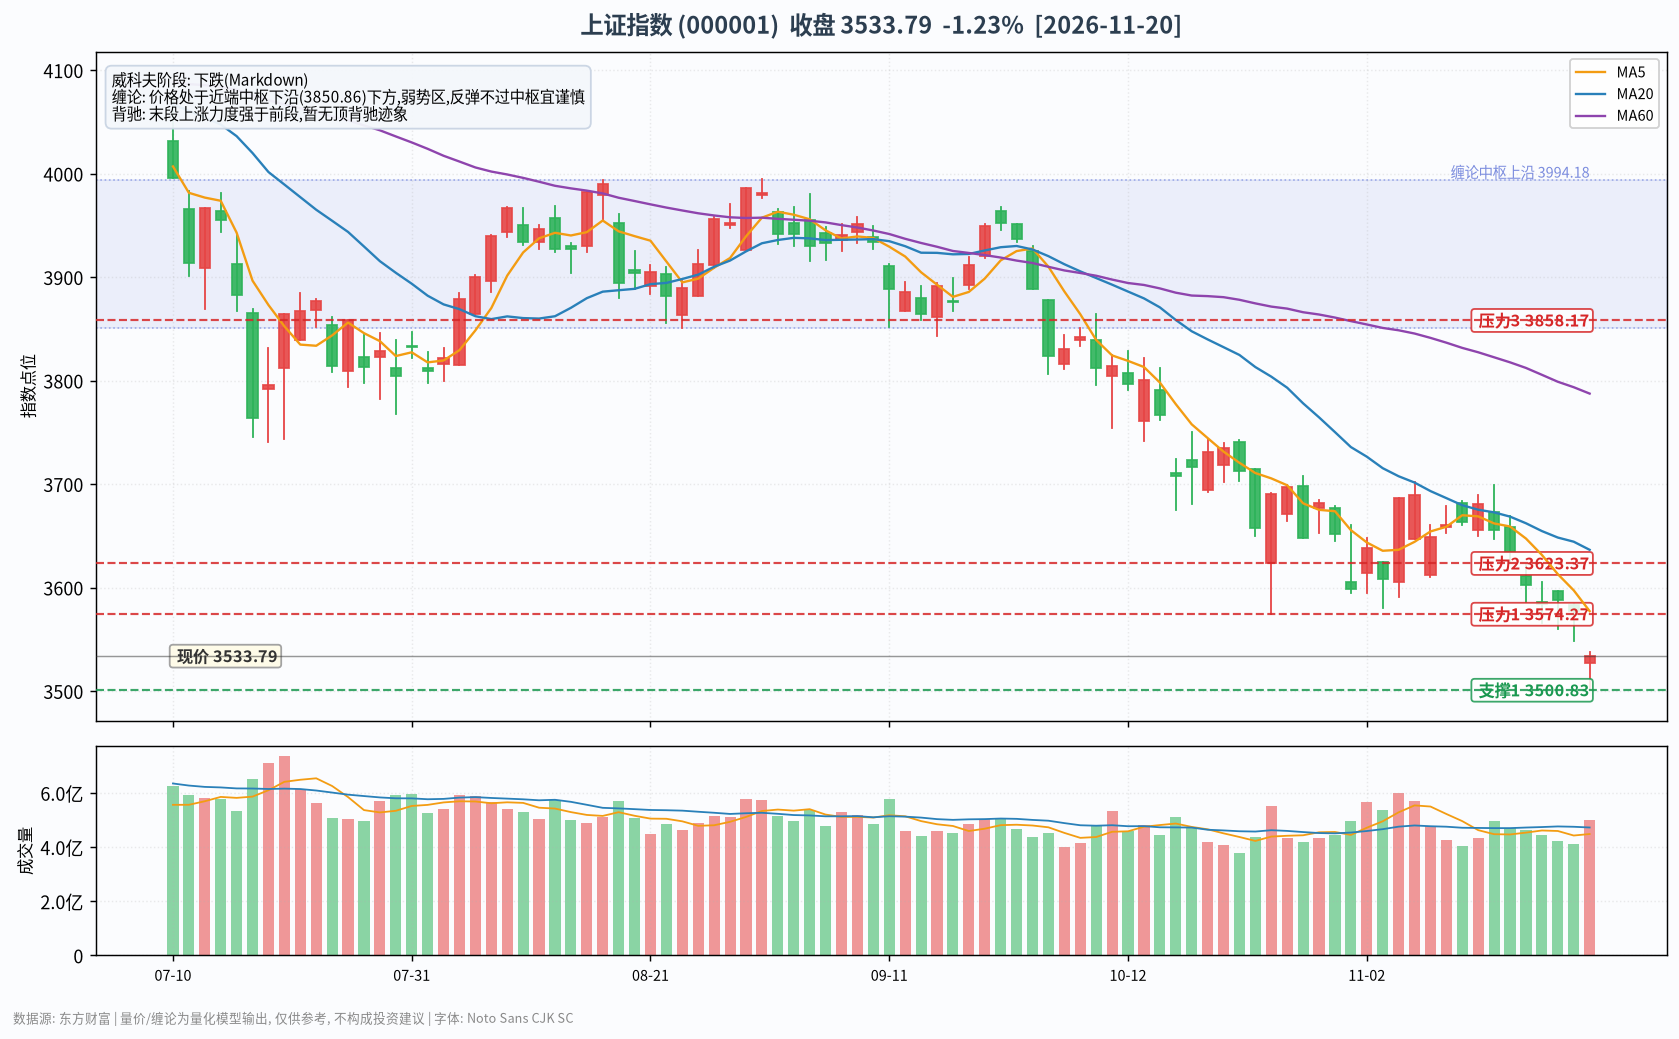 上证指数 (000001)  收盘 3533.79  -1.23%  [2026-11-20]
威科夫阶段: 下跌(Markdown)
缠论: 价格处于近端中枢下沿(3850.86)下方,弱势区,反弹不过中枢宜谨慎
背驰: 末段上涨力度强于前段,暂无顶背驰迹象
MA5
MA20
MA60
指数点位
4100
4000
3900
3800
3700
3600
3500
缠论中枢上沿 3994.18
压力3 3858.17
压力2 3623.37
压力1 3574.27
现价 3533.79
支撑1 3500.83
成交量
6.0亿
4.0亿
2.0亿
0
07-10
07-31
08-21
09-11
10-12
11-02
数据源: 东方财富 | 量价/缠论为量化模型输出, 仅供参考, 不构成投资建议 | 字体: Noto Sans CJK SC